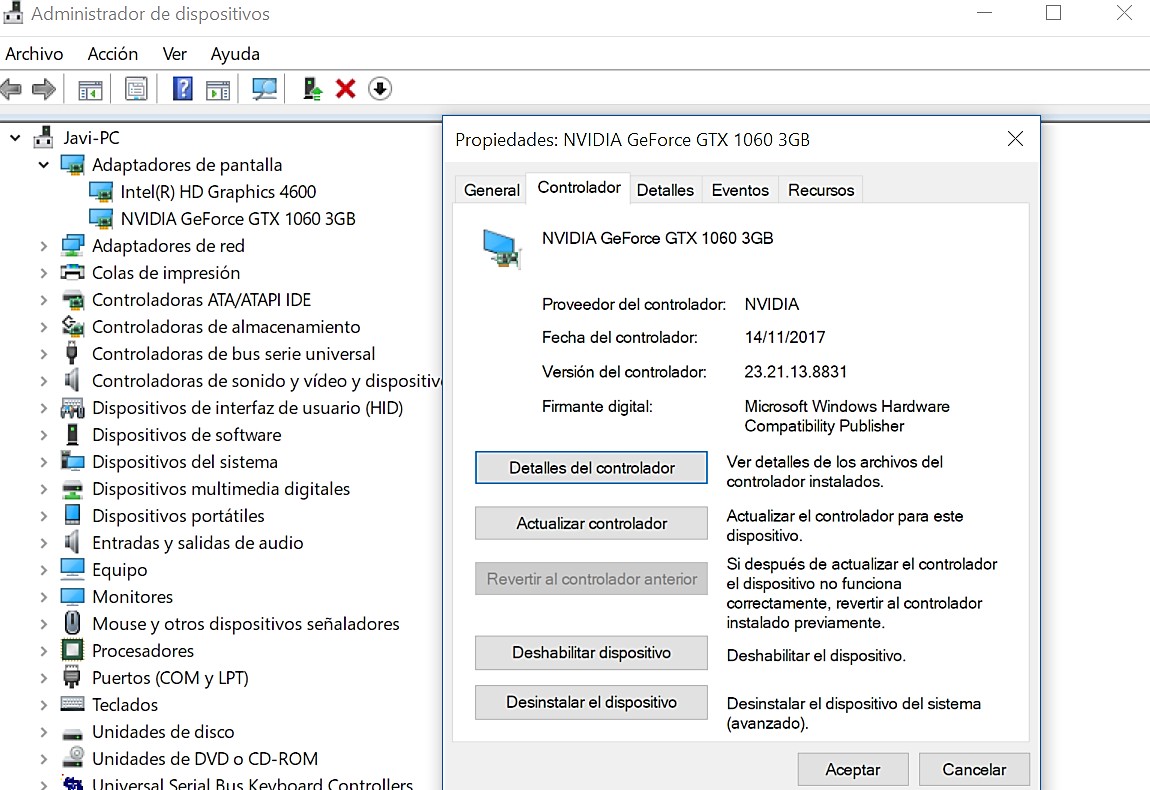 Administrador de dispositivos
Archivo Acción Ver Ayuda
Javi-PC
Adaptadores de pantalla
Intel(R) HD Graphics 4600
NVIDIA GeForce GTX 1060 3GB
Adaptadores de red
Colas de impresión
Controladoras ATA/ATAPI IDE
Controladoras de almacenamiento
Controladoras de bus serie universal
Controladoras de sonido y vídeo y dispositiv
Dispositivos de interfaz de usuario (HID)
Dispositivos de software
Dispositivos del sistema
Dispositivos multimedia digitales
Dispositivos portátiles
Entradas y salidas de audio
Equipo
Monitores
Mouse y otros dispositivos señaladores
Procesadores
Puertos (COM y LPT)
Teclados
Unidades de disco
Unidades de DVD o CD-ROM
Universal Serial Bus Keyboard Controllers
Propiedades: NVIDIA GeForce GTX 1060 3GB
General Controlador Detalles Eventos Recursos
NVIDIA GeForce GTX 1060 3GB
Proveedor del controlador: NVIDIA
Fecha del controlador: 14/11/2017
Versión del controlador: 23.21.13.8831
Firmante digital: Microsoft Windows Hardware
Compatibility Publisher
Detalles del controlador
Ver detalles de los archivos del
controlador instalados.
Actualizar controlador
Actualizar el controlador para este
dispositivo.
Revertir al controlador anterior
Si después de actualizar el controlador
el dispositivo no funciona
correctamente, revertir al controlador
instalado previamente.
Deshabilitar dispositivo
Deshabilitar el dispositivo.
Desinstalar el dispositivo
Desinstalar el dispositivo del sistema
(avanzado).
Aceptar Cancelar